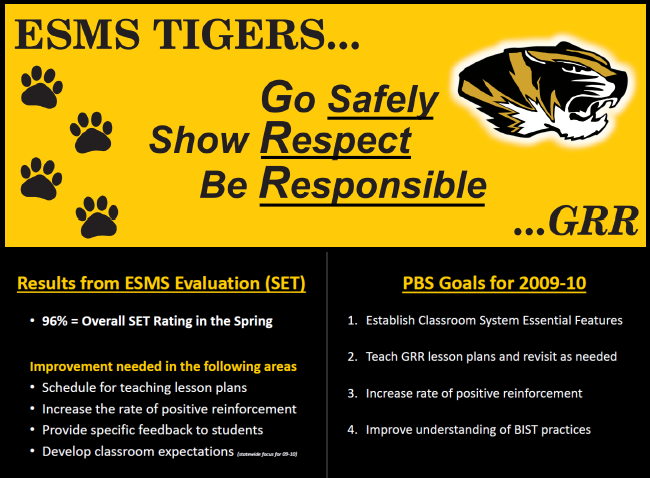 ESMS TIGERS...
Go Safely
Show Respect
Be Responsible
...GRR
Results from ESMS Evaluation (SET)
• 96% = Overall SET Rating in the Spring
Improvement needed in the following areas
• Schedule for teaching lesson plans
• Increase the rate of positive reinforcement
• Provide specific feedback to students
• Develop classroom expectations (statewide focus for 09-10)
PBS Goals for 2009-10
1. Establish Classroom System Essential Features
2. Teach GRR lesson plans and revisit as needed
3. Increase rate of positive reinforcement
4. Improve understanding of BIST practices